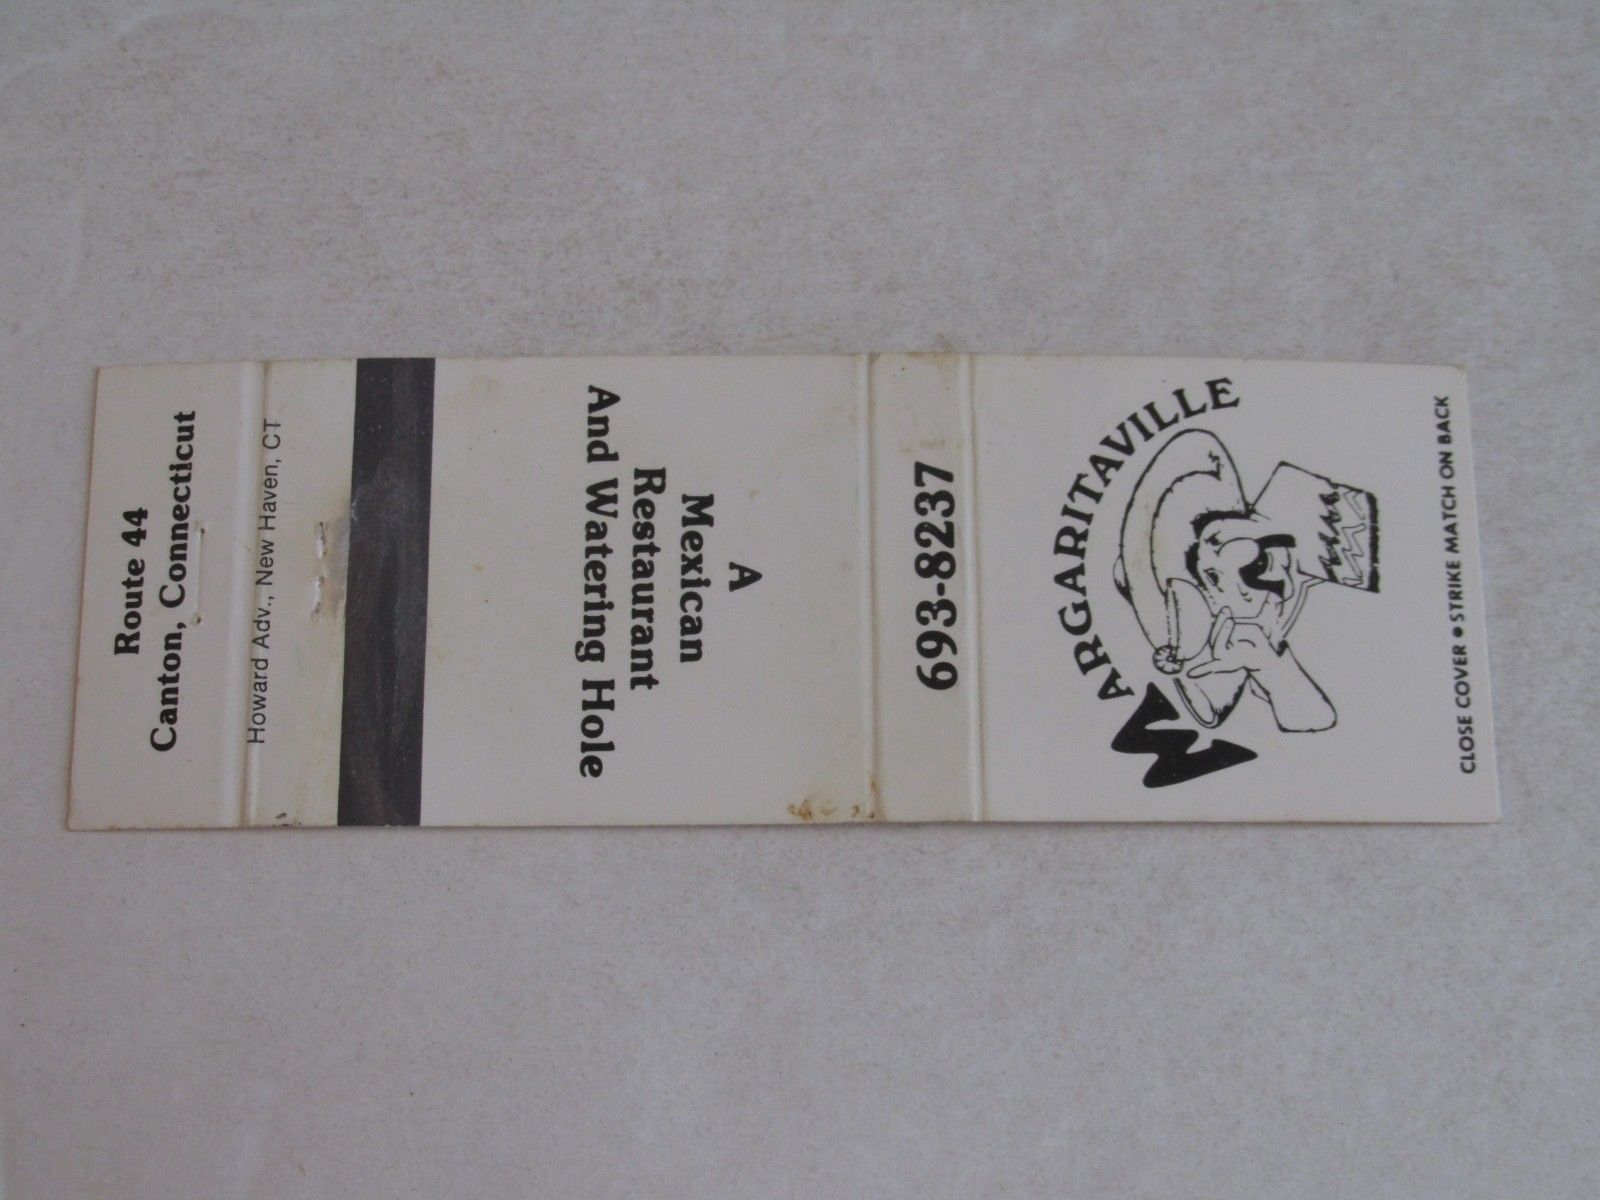 MARGARITAVILLE
CLOSE COVER • STRIKE MATCH ON BACK
693-8237
A
Mexican
Restaurant
And Watering Hole
Howard Adv., New Haven, CT
Route 44
Canton, Connecticut